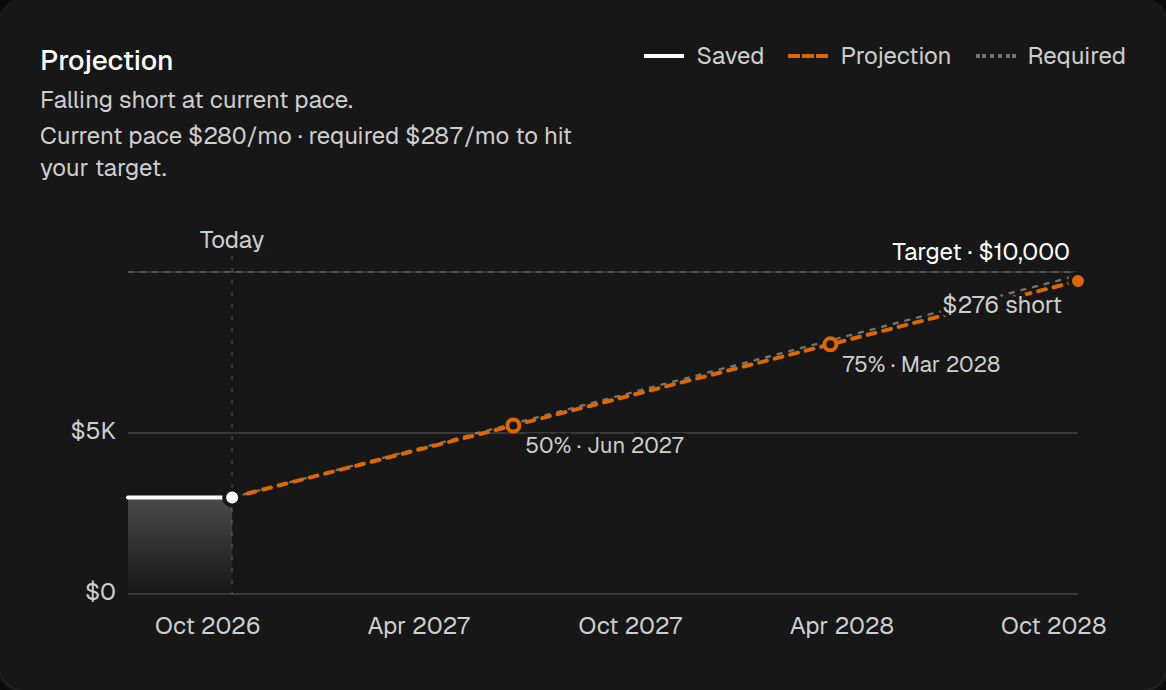 Projection
Saved
Projection
Required
Falling short at current pace.
Current pace $280/mo · required $287/mo to hit
your target.
Today
Target · $10,000
$276 short
75% · Mar 2028
$5K
50% · Jun 2027
$0
Oct 2026
Apr 2027
Oct 2027
Apr 2028
Oct 2028